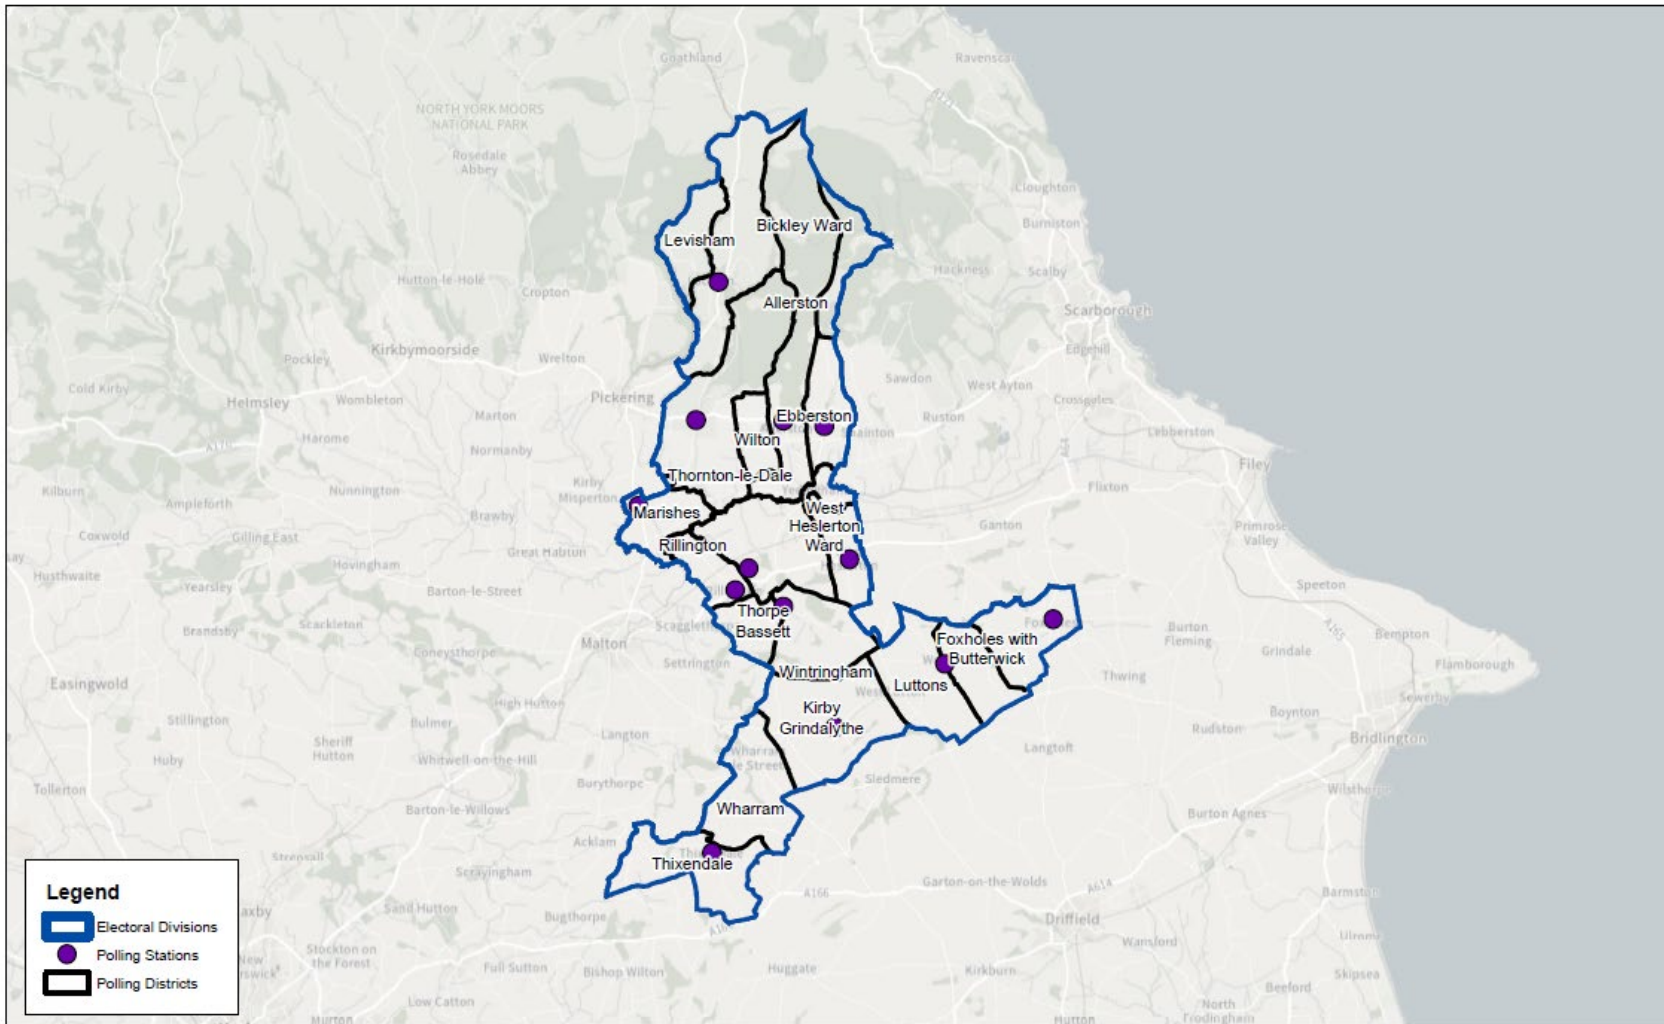 Goathland
Ravenscar
NORTH YORK MOORS
NATIONAL PARK
A171
Rosedale
Abbey
Cloughton
Burniston
Bickley Ward
Levisham
Hutton-le-Hole
Cropton
Hackness
Scalby
Allerston
Scarborough
Kirkbymoorside
Pockley
Wrelton
Edgehill
Cold Kirby
Helmsley
Wombleton
Pickering
Sawdon
West Ayton
Crossgates
Marton
Ebberston
Ruston
Harome
A170
Normanby
Wilton
Lebberston
Filey
Thornton-le-Dale
Kilburn
Ampleforth
Nunnington
Kirby
Misperton
Flixton
Marishes
West
Heslerton
Ward
Brawby
Coxwold
Gilling East
Ganton
Primrose
Valley
Rillington
Great Habton
Hovingham
Husthwaite
Yearsley
Barton-le-Street
Speeton
Thorpe
Bassett
Brandsby
Scackleton
Malton
Foxholes with
Butterwick
Burton
Fleming
A165
Bempton
Grindale
Flamborough
Coneysthorpe
Settrington
Wintringham
Luttons
Thwing
Easingwold
High Hutton
Sewerby
Stillington
Bulmer
Kirby
Grindalythe
Boynton
Rudston
Langton
Sheriff
Hutton
Huby
Whitwell-on-the-Hill
Wharram
le Street
Langtoft
Bridlington
Sledmere
Burythorpe
Tollerton
Barton-le-Willows
Wharram
Burton Agnes
Acklam
Thixendale
Strensall
Scrayingham
A166
Garton-on-the-Wolds
A614
Sand Hutton
Bugthorpe
Driffield
Legend
Electoral Divisions
Polling Stations
Polling Districts
Stockton on
the Forest
Full Sutton
Bishop Wilton
Huggate
Kirkburn
Wansford
Skipsea
Beeford
Low Catton
North
Frodingham